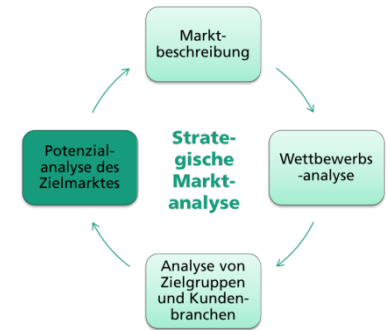 Markt-
beschreibung
Potenzial-
analyse des
Zielmarktes
Strate-
gische
Markt-
analyse
Wettbewerbs
-analyse
Analyse von
Zielgruppen
und Kunden-
branchen